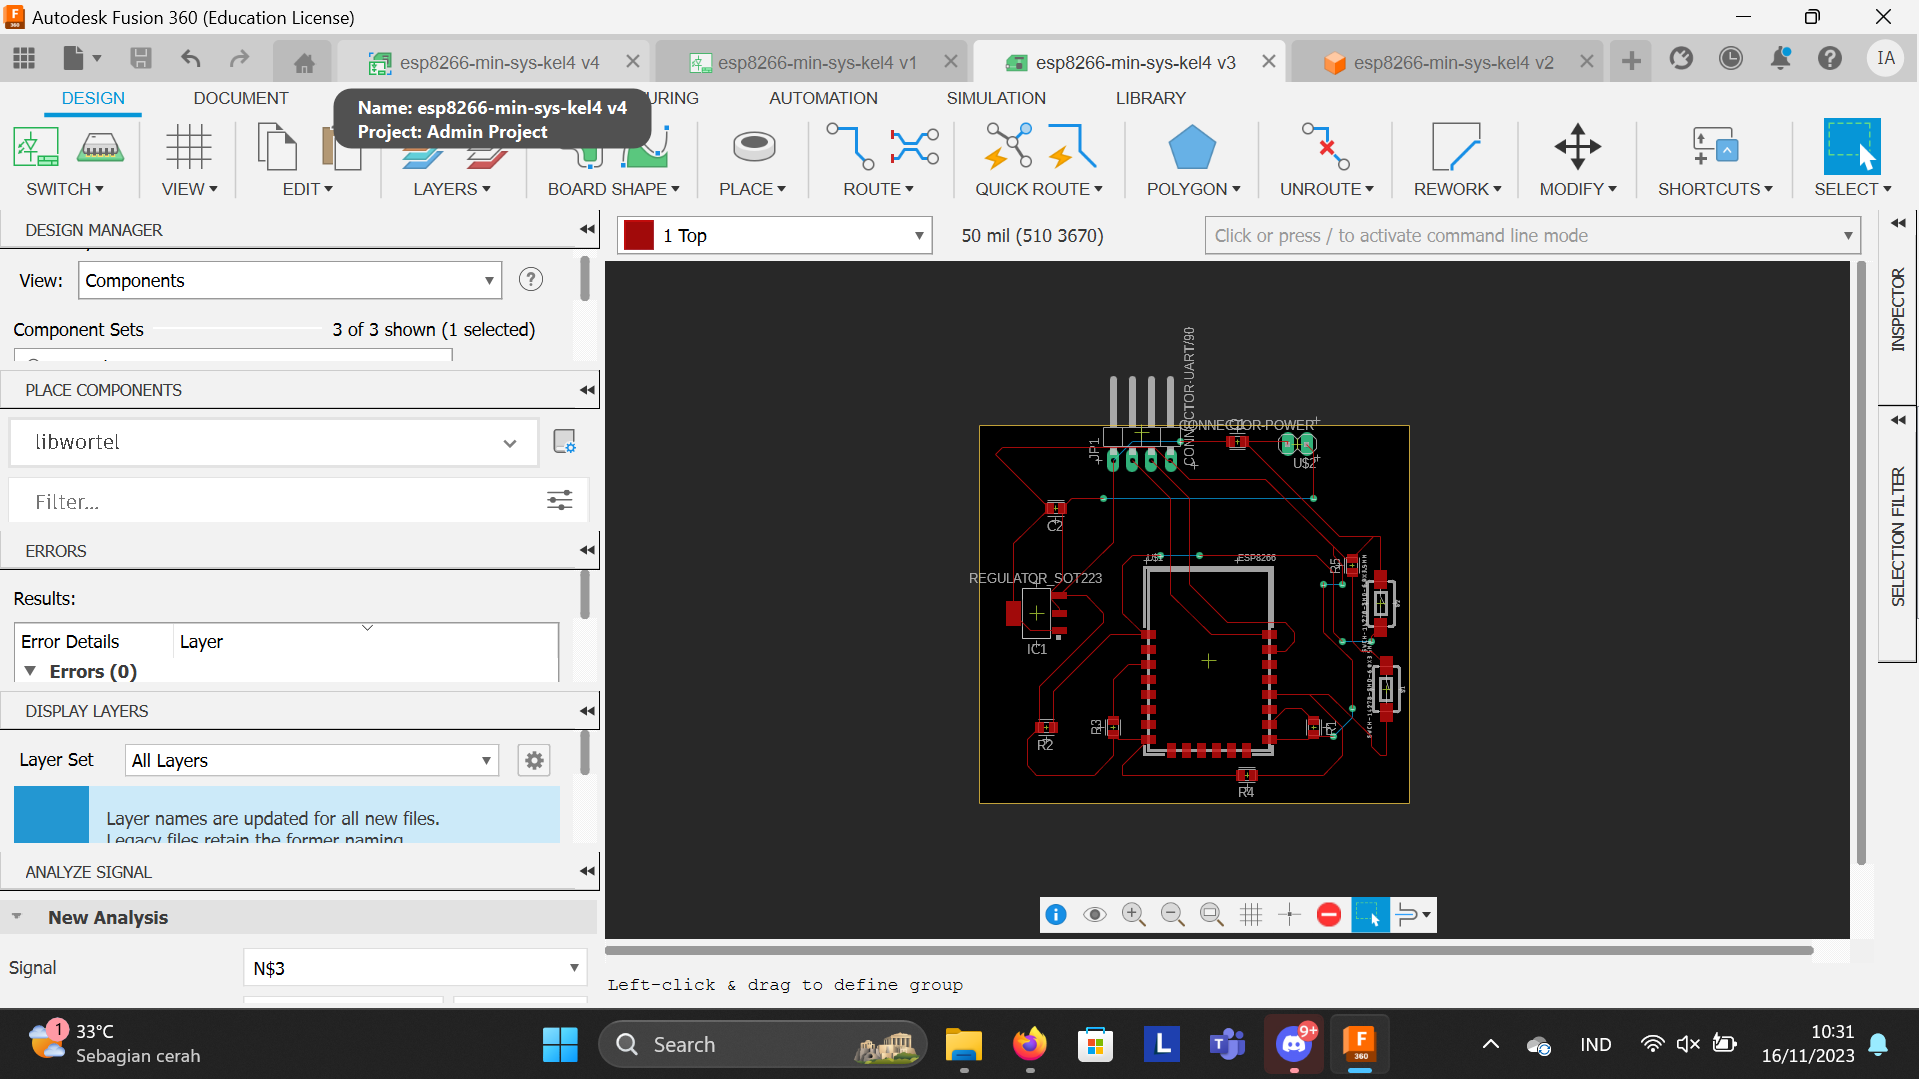 Autodesk Fusion 360 (Education License)
esp8266-min-sys-kel4 v4
esp8266-min-sys-kel4 v1
esp8266-min-sys-kel4 v3
esp8266-min-sys-kel4 v2
IA
DESIGN
DOCUMENT
URING
AUTOMATION
SIMULATION
LIBRARY
Name: esp8266-min-sys-kel4 v4
Project: Admin Project
SWITCH
VIEW
EDIT
LAYERS
BOARD SHAPE
PLACE
ROUTE
QUICK ROUTE
POLYGON
UNROUTE
REWORK
MODIFY
SHORTCUTS
SELECT
DESIGN MANAGER
1 Top
50 mil (510 3670)
Click or press / to activate command line mode
View:
Components
Component Sets
3 of 3 shown (1 selected)
PLACE COMPONENTS
libwortel
Filter...
ERRORS
Results:
Error Details
Layer
Errors (0)
DISPLAY LAYERS
Layer Set
All Layers
Layer names are updated for all new files.
Legacy files retain the former naming
ANALYZE SIGNAL
New Analysis
Signal
N$3
CONNECTOR-UART/90
CONNECTOR-POWER
JP1
U$2
C2
U$1
ESP8266
R5
REGULATOR_SOT223
IC1
R2
R3
R1
R4
INSPECTOR
SELECTION FILTER
Left-click & drag to define group
1
33°C
Sebagian cerah
Search
L
9+
F
360
IND
10:31
16/11/2023